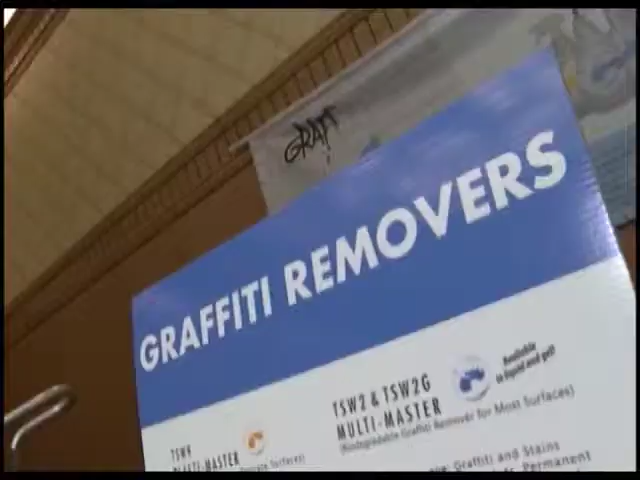 GRAFFITI REMOVERS
TSW2 & TSW2G
MULTI-MASTER
(Biodegradable Graffiti Remover for Most Surfaces)
Available
in liquid and gel!
Graffiti and Stains
Permanent